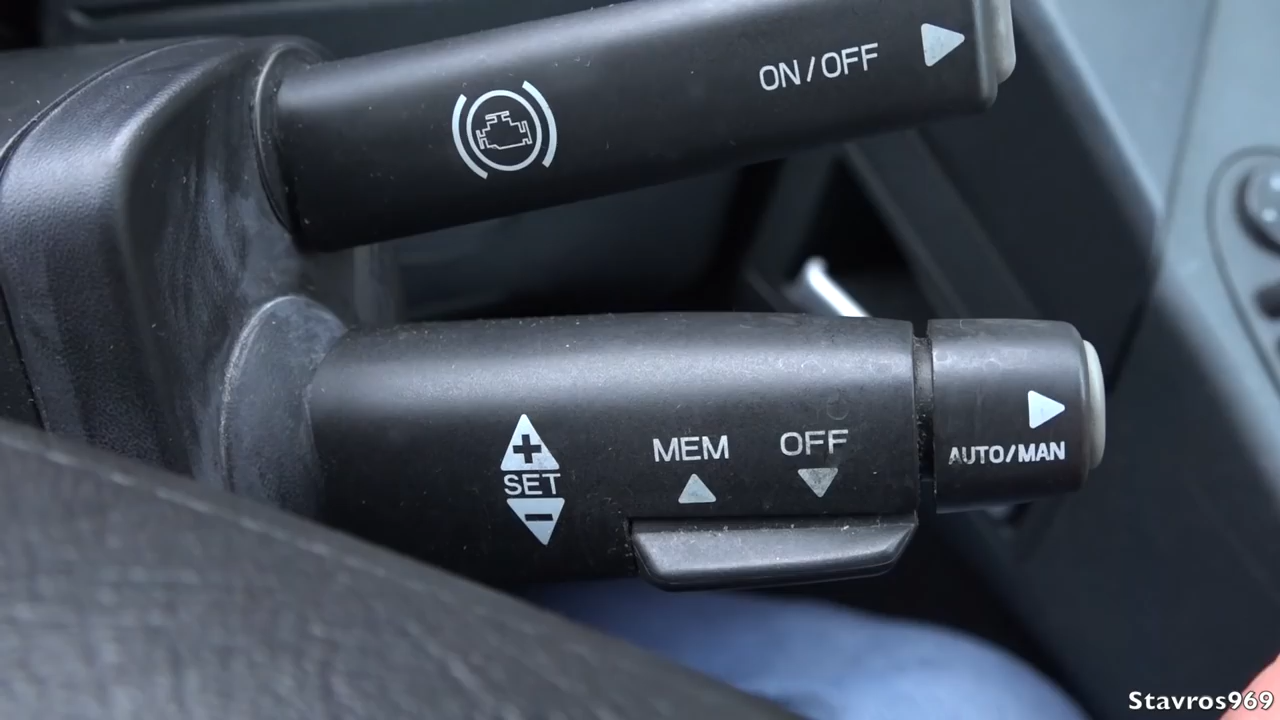 ON/OFF
+
SET
−
MEM
OFF
AUTO/MAN
Stavros969